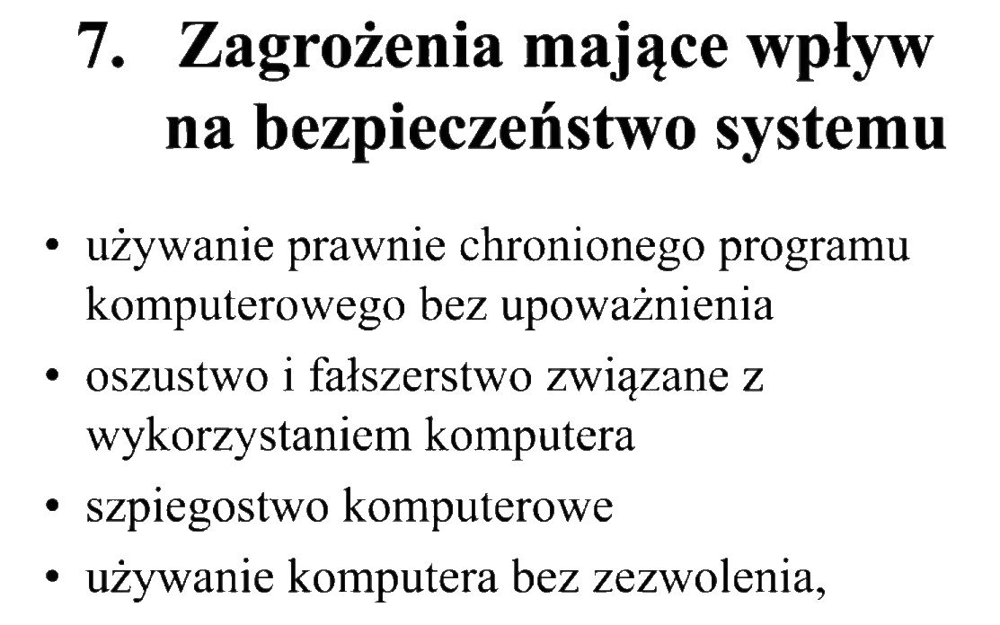 7. Zagrożenia mające wpływ
na bezpieczeństwo systemu
• używanie prawnie chronionego programu
komputerowego bez upoważnienia
• oszustwo i fałszerstwo związane z
wykorzystaniem komputera
• szpiegostwo komputerowe
• używanie komputera bez zezwolenia,